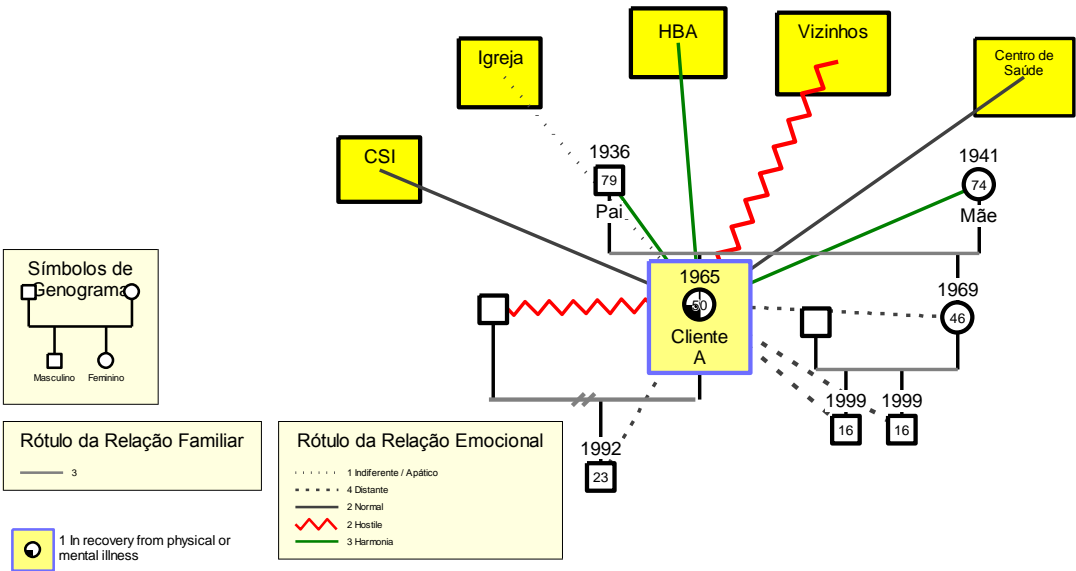 HBA
Vizinhos
Igreja
Centro de
Saúde
CSI
1936
79
Pai
1941
74
Mãe
1965
50
Cliente
A
1969
46
1999
16
1999
16
1992
23
Símbolos de
Genograma
Masculino
Feminino
Rótulo da Relação Familiar
3
Rótulo da Relação Emocional
1 Indiferente / Apático
4 Distante
2 Normal
2 Hostile
3 Harmonia
1 In recovery from physical or
mental illness